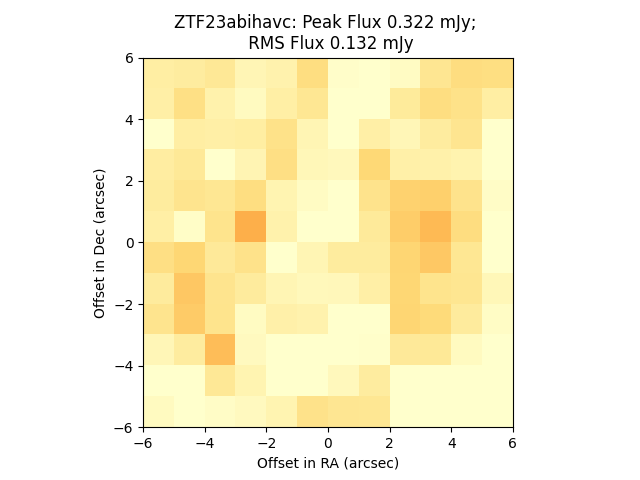 ZTF23abihavc: Peak Flux 0.322 mJy;
RMS Flux 0.132 mJy
6
4
2
0
−2
−4
−6
Offset in Dec (arcsec)
−6 −4 −2 0 2 4 6
Offset in RA (arcsec)